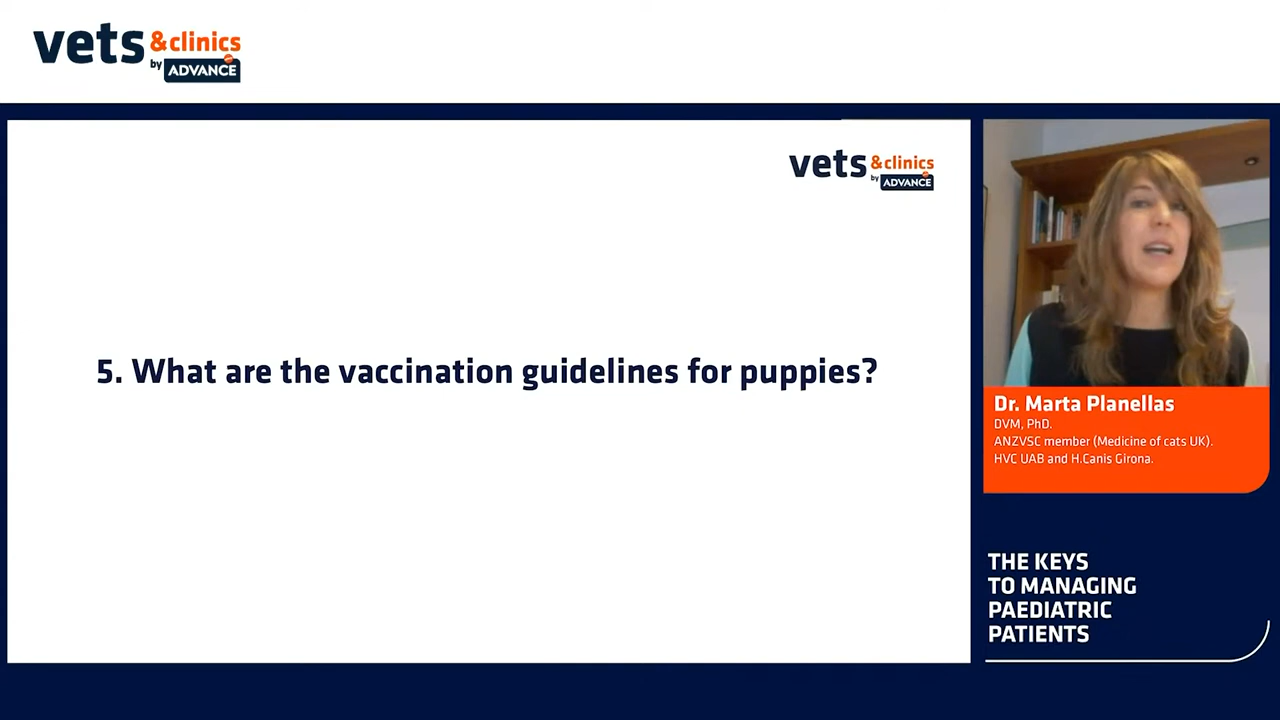 vets &clinics
by ADVANCE
vets &clinics
by ADVANCE
5. What are the vaccination guidelines for puppies?
Dr. Marta Planellas
DVM, PhD.
ANZVSC member (Medicine of cats UK).
HVC UAB and H.Canis Girona.
THE KEYS
TO MANAGING
PAEDIATRIC
PATIENTS